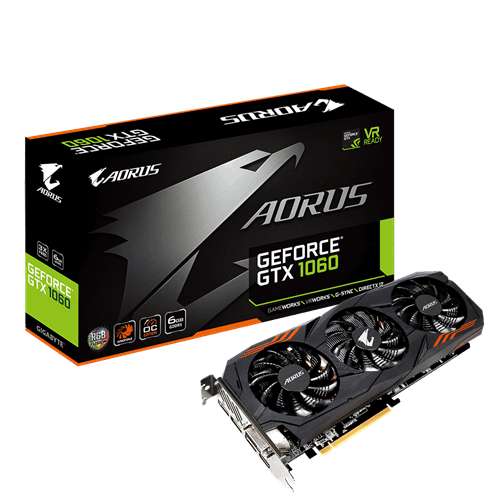 AORUS
GEFORCE
GTX 1060
GIGABYTE
AORUS
GEFORCE®
GTX 1060
GAMEWORKS • VRWORKS • G-SYNC • DIRECTX 12
VR
READY
RGB
OC
6GB
GDDR5
AORUS
AORUS